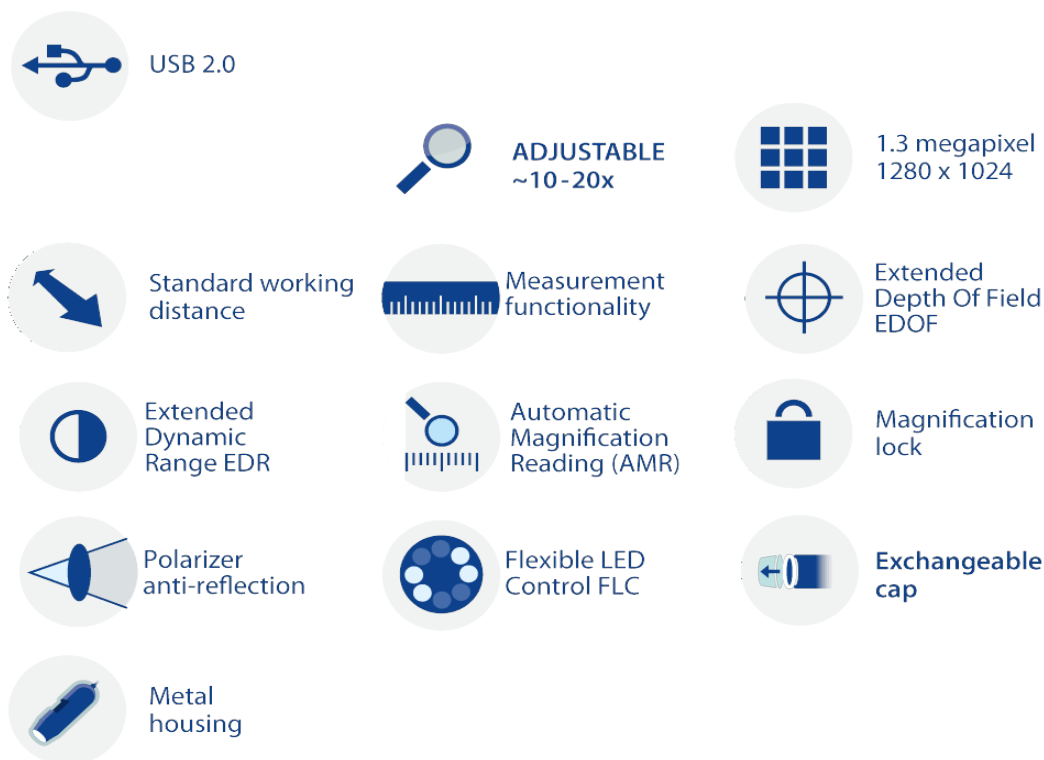 USB 2.0
ADJUSTABLE
~10-20x
1.3 megapixel
1280 x 1024
Standard working
distance
Measurement
functionality
Extended
Depth Of Field
EDOF
Extended
Dynamic
Range EDR
Automatic
Magnification
Reading (AMR)
Magnification
lock
Polarizer
anti-reflection
Flexible LED
Control FLC
Exchangeable
cap
Metal
housing